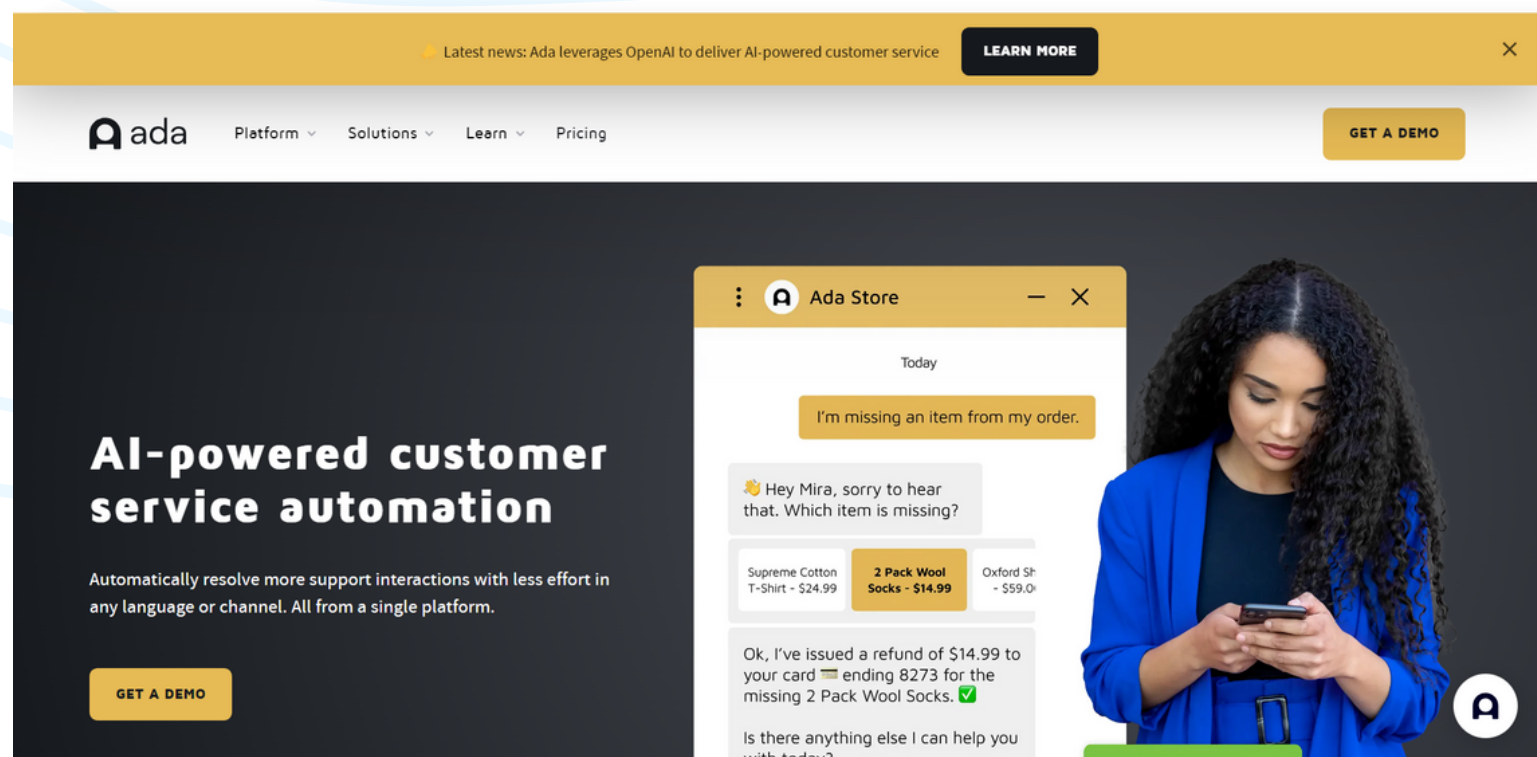 Latest news: Ada leverages OpenAI to deliver AI-powered customer service
LEARN MORE
ada
Platform
Solutions
Learn
Pricing
GET A DEMO
AI-powered customer
service automation
Automatically resolve more support interactions with less effort in
any language or channel. All from a single platform.
GET A DEMO
Ada Store
Today
I'm missing an item from my order.
👋 Hey Mira, sorry to hear
that. Which item is missing?
Supreme Cotton
T-Shirt - $24.99
2 Pack Wool
Socks - $14.99
Oxford Sh
- $59.0
Ok, I've issued a refund of $14.99 to
your card 💳 ending 8273 for the
missing 2 Pack Wool Socks. ✅
Is there anything else I can help you
with today?